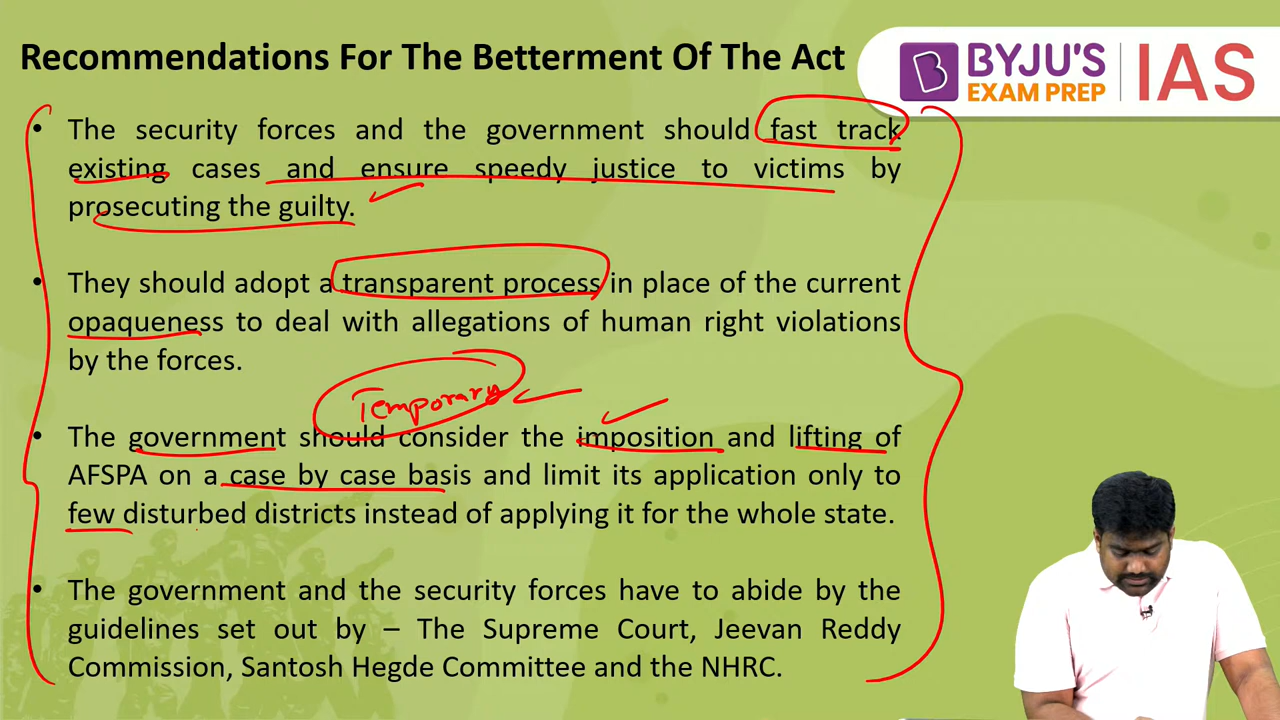 Recommendations For The Betterment Of The Act
BYJU'S
EXAM PREP
IAS
• The security forces and the government should fast track
existing cases and ensure speedy justice to victims by
prosecuting the guilty.
• They should adopt a transparent process in place of the current
opaqueness to deal with allegations of human right violations
by the forces.
Temporary
• The government should consider the imposition and lifting of
AFSPA on a case by case basis and limit its application only to
few disturbed districts instead of applying it for the whole state.
• The government and the security forces have to abide by the
guidelines set out by – The Supreme Court, Jeevan Reddy
Commission, Santosh Hegde Committee and the NHRC.